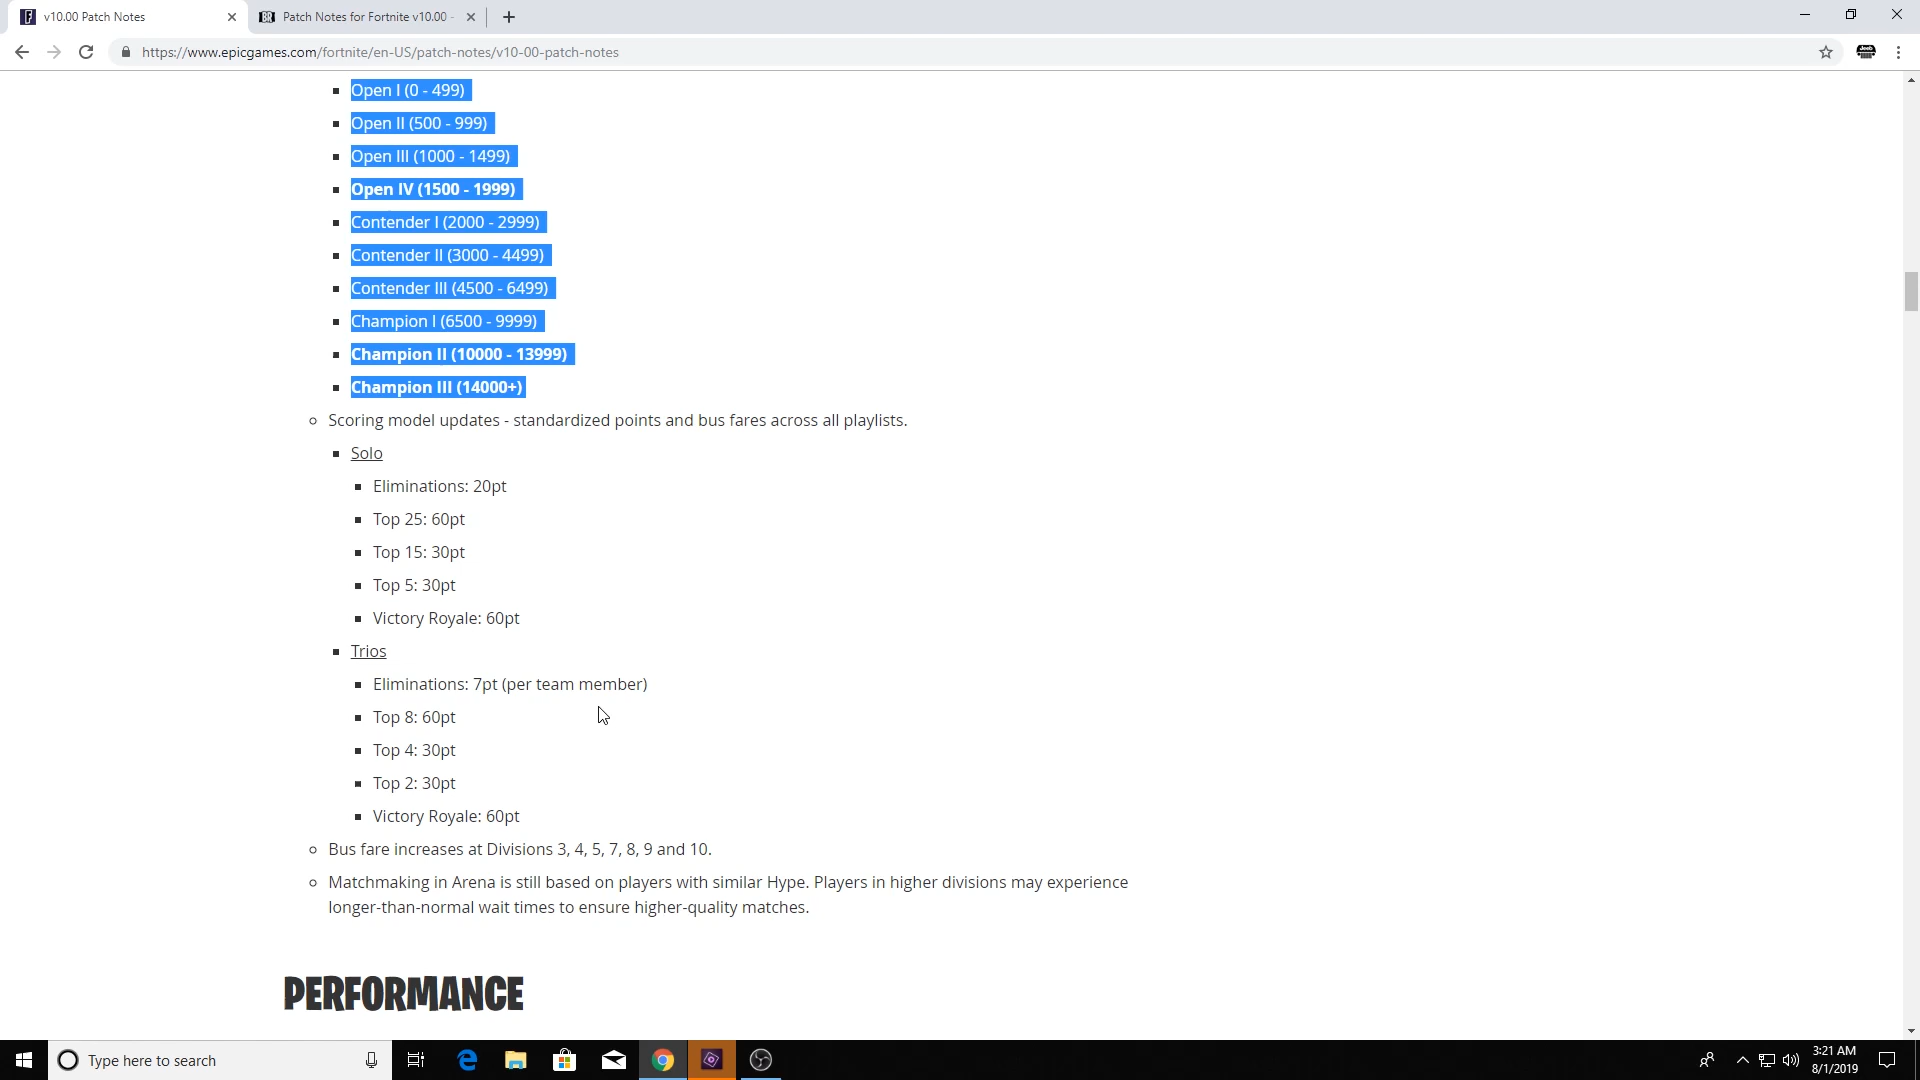 v10.00 Patch Notes
Patch Notes for Fortnite v10.00 -
https://www.epicgames.com/fortnite/en-US/patch-notes/v10-00-patch-notes
Open I (0 - 499)
Open II (500 - 999)
Open III (1000 - 1499)
Open IV (1500 - 1999)
Contender I (2000 - 2999)
Contender II (3000 - 4499)
Contender III (4500 - 6499)
Champion I (6500 - 9999)
Champion II (10000 - 13999)
Champion III (14000+)
Scoring model updates - standardized points and bus fares across all playlists.
Solo
Eliminations: 20pt
Top 25: 60pt
Top 15: 30pt
Top 5: 30pt
Victory Royale: 60pt
Trios
Eliminations: 7pt (per team member)
Top 8: 60pt
Top 4: 30pt
Top 2: 30pt
Victory Royale: 60pt
Bus fare increases at Divisions 3, 4, 5, 7, 8, 9 and 10.
Matchmaking in Arena is still based on players with similar Hype. Players in higher divisions may experience
longer-than-normal wait times to ensure higher-quality matches.
PERFORMANCE
Type here to search
3:21 AM
8/1/2019